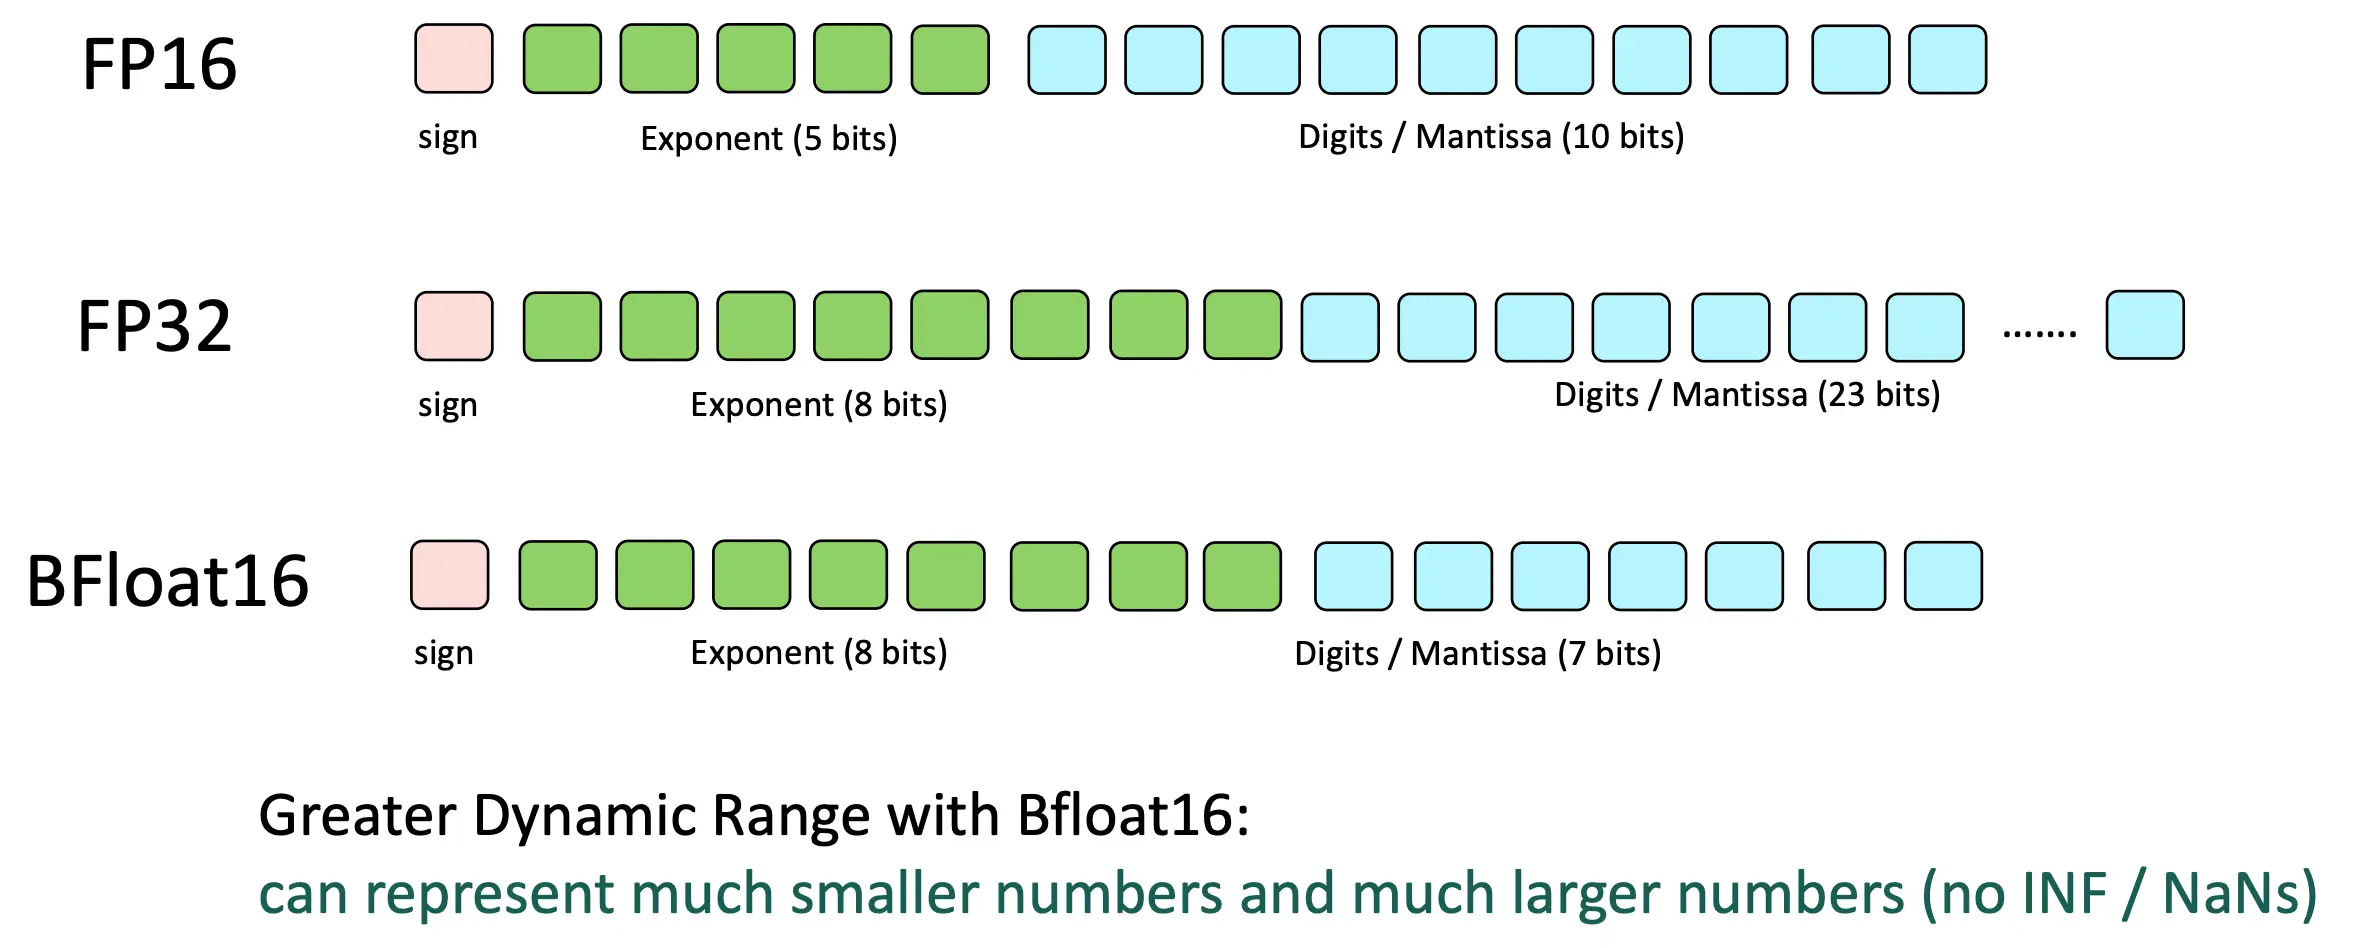 FP16
sign
Exponent (5 bits)
Digits / Mantissa (10 bits)
FP32
.......
sign
Exponent (8 bits)
Digits / Mantissa (23 bits)
BFloat16
sign
Exponent (8 bits)
Digits / Mantissa (7 bits)
Greater Dynamic Range with Bfloat16:
can represent much smaller numbers and much larger numbers (no INF / NaNs)